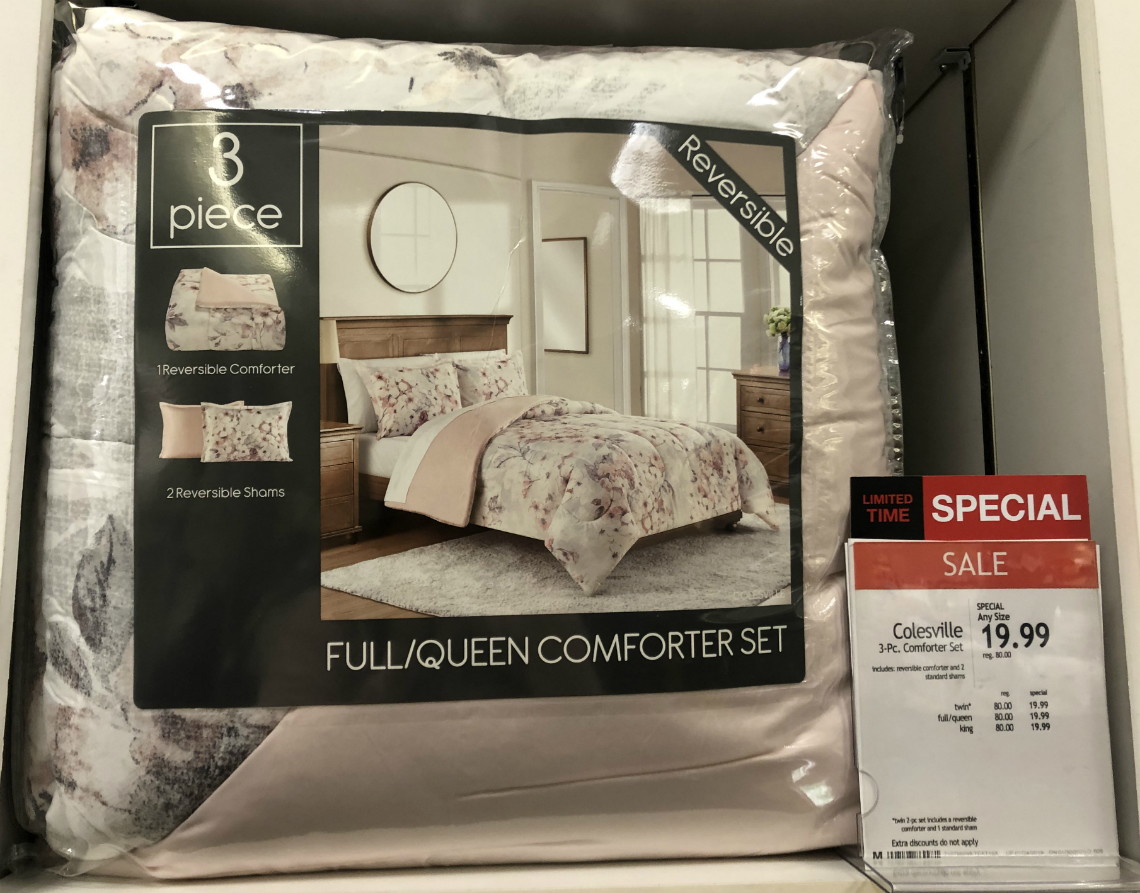 3
piece
Reversible
1 Reversible Comforter
2 Reversible Shams
FULL/QUEEN COMFORTER SET
LIMITED
TIME
SPECIAL
SALE
Colesville
3-Pc. Comforter Set
Includes: reversible comforter and 2
standard shams
SPECIAL
Any Size
19.99
reg. 80.00
reg. special
twin* 80.00 19.99
full/queen 80.00 19.99
king 80.00 19.99
*twin 2-pc set includes a reversible
comforter and 1 standard sham
Extra discounts do not apply
M